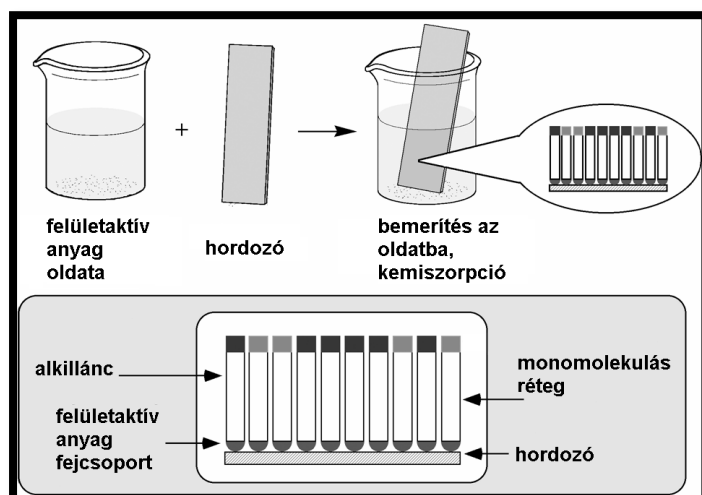 felületaktív
anyag
oldata
+
hordozó
bemerítés az
oldatba,
kemiszorpció
alkillánc
felületaktív
anyag
fejcsoport
monomolekulás
réteg
hordozó